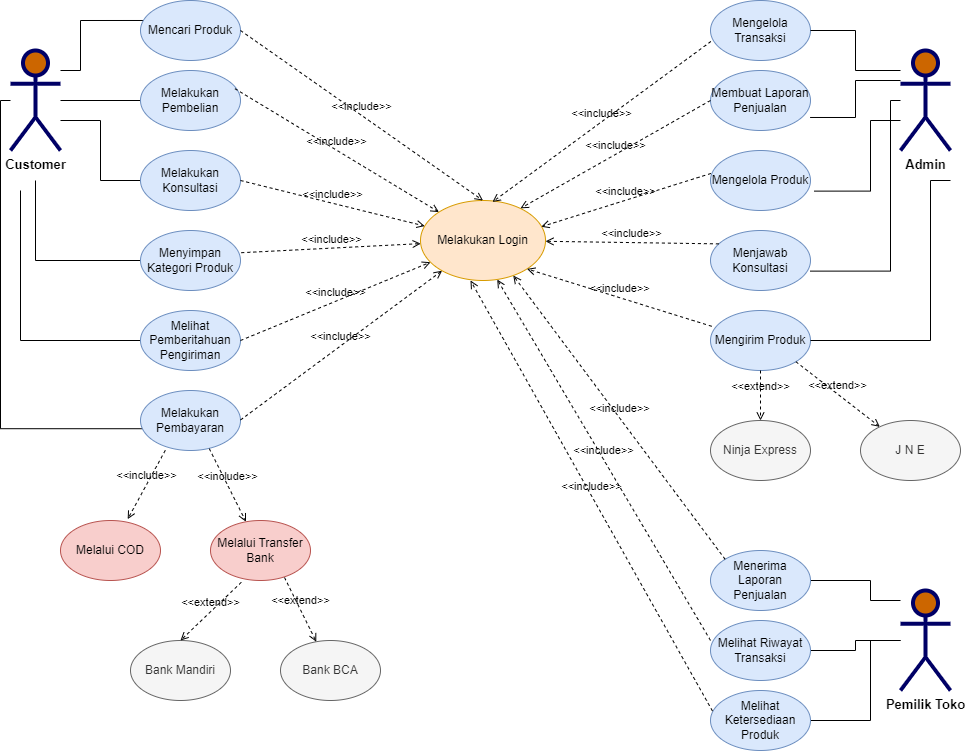 Mencari Produk
Mengelola
Transaksi
Melakukan
Pembelian
<<include>>
<<include>>
Membuat Laporan
Penjualan
<<include>>
<<include>>
Customer
Admin
Melakukan
Konsultasi
<<include>>
<<include>>
Mengelola Produk
Menyimpan
Kategori Produk
<<include>>
Melakukan Login
<<include>>
Menjawab
Konsultasi
Melihat
Pemberitahuan
Pengiriman
<<include>>
<<include>>
Mengirim Produk
<<include>>
<<extend>>
<<extend>>
Melakukan
Pembayaran
<<include>>
Ninja Express
J N E
<<include>>
<<include>>
<<include>>
<<include>>
Melalui COD
Melalui Transfer
Bank
Menerima
Laporan
Penjualan
<<extend>>
<<extend>>
Melihat Riwayat
Transaksi
Bank Mandiri
Bank BCA
Pemilik Toko
Melihat
Ketersediaan
Produk